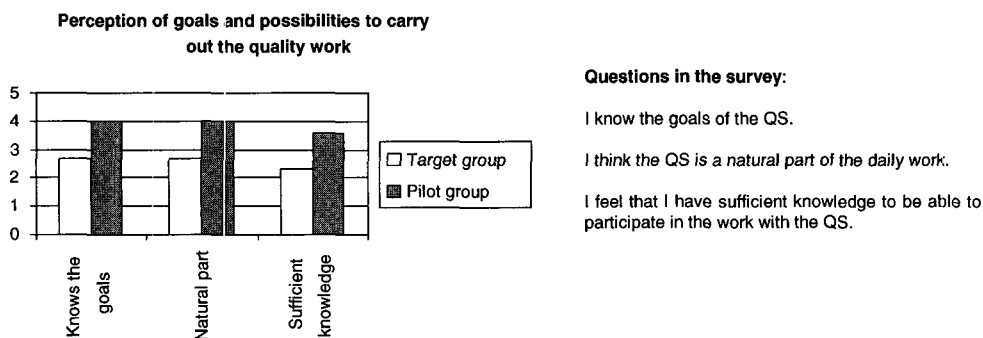 Perception of goals and possibilities to carry
out the quality work
5
4
3
2
1
0
Knows the
goals
Natural part
Sufficient
knowledge
Target group
Pilot group
Questions in the survey:
I know the goals of the QS.
I think the QS is a natural part of the daily work.
I feel that I have sufficient knowledge to be able to
participate in the work with the QS.